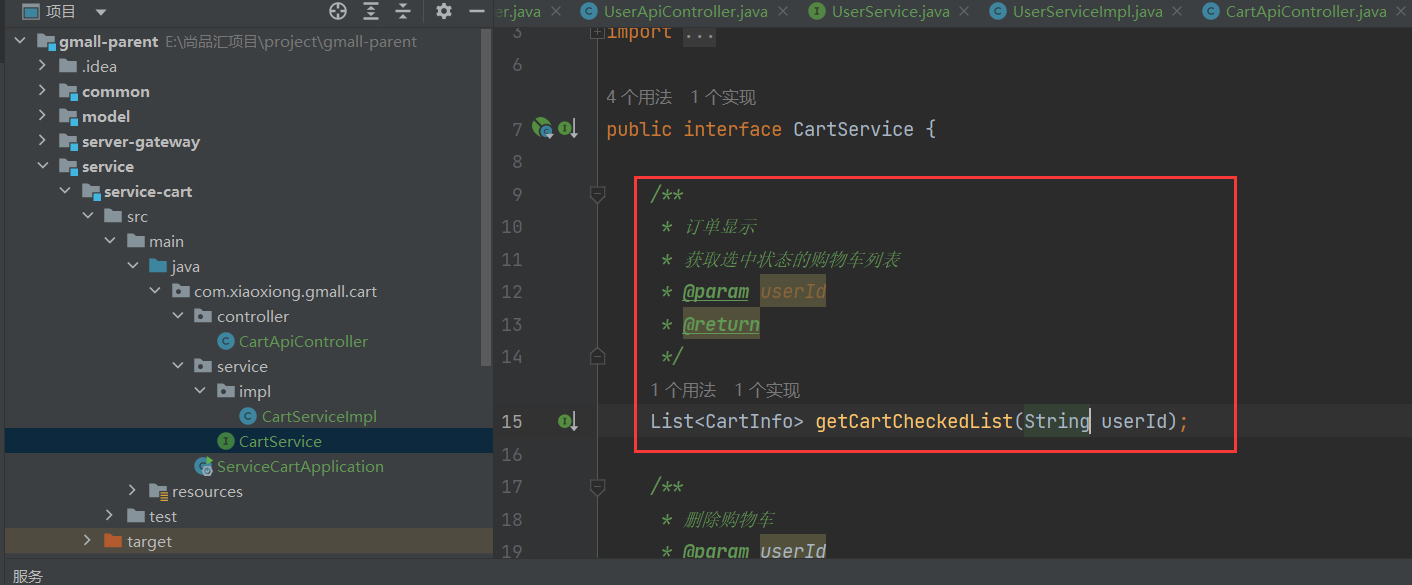 项目
er.java
UserApiController.java
UserService.java
UserServiceImpl.java
CartApiController.java
gmall-parent E:\尚品汇项目\project\gmall-parent
.idea
common
model
server-gateway
service
service-cart
src
main
java
com.xiaoxiong.gmall.cart
controller
CartApiController
service
impl
CartServiceImpl
CartService
ServiceCartApplication
resources
test
target
服务
3 import ...
6
4 个用法 1 个实现
7 public interface CartService {
8
9 /**
10 * 订单显示
11 * 获取选中状态的购物车列表
12 * @param userId
13 * @return
14 */
1 个用法 1 个实现
15 List<CartInfo> getCartCheckedList(String userId);
16
17 /**
18 * 删除购物车
19 * @param userId